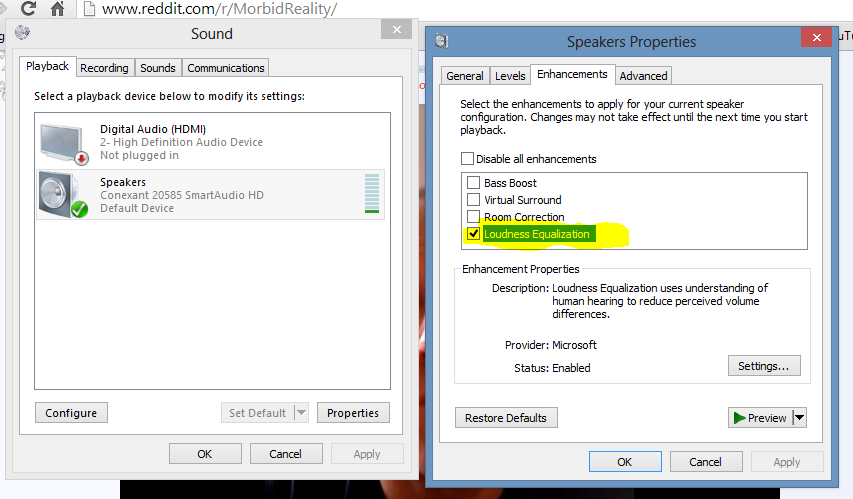 www.reddit.com/r/MorbidReality/
Sound
Playback
Recording
Sounds
Communications
Select a playback device below to modify its settings:
Digital Audio (HDMI)
2- High Definition Audio Device
Not plugged in
Speakers
Conexant 20585 SmartAudio HD
Default Device
Configure
Set Default
Properties
OK
Cancel
Apply
Speakers Properties
General
Levels
Enhancements
Advanced
Select the enhancements to apply for your current speaker
configuration. Changes may not take effect until the next time you start
playback.
Disable all enhancements
Bass Boost
Virtual Surround
Room Correction
Loudness Equalization
Enhancement Properties
Description: Loudness Equalization uses understanding of
human hearing to reduce perceived volume
differences.
Provider: Microsoft
Status: Enabled
Settings...
Restore Defaults
Preview
OK
Cancel
Apply